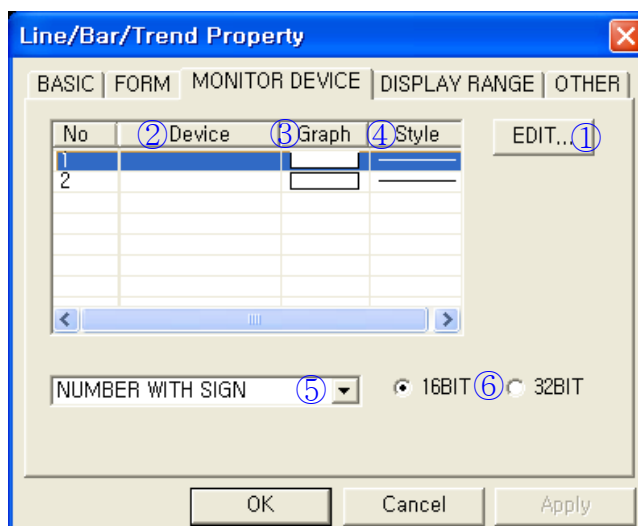 Line/Bar/Trend Property
BASIC FORM MONITOR DEVICE DISPLAY RANGE OTHER
No ②Device ③Graph ④Style EDIT...①
1
2
NUMBER WITH SIGN ⑤ 16BIT ⑥ 32BIT
OK Cancel Apply